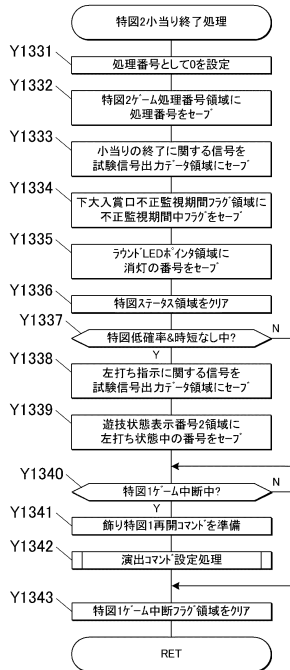 特図2小当り終了処理
Y1331
処理番号として0を設定
Y1332
特図2ゲーム処理番号領域に
処理番号をセーブ
Y1333
小当りの終了に関する信号を
試験信号出力データ領域にセーブ
Y1334
下大入賞口不正監視期間フラグ領域に
不正監視期間中フラグをセーブ
Y1335
ラウンドLEDポインタ領域に
消灯の番号をセーブ
Y1336
特図ステータス領域をクリア
Y1337
特図低確率&時短なし中?
N
Y
Y1338
左打ち指示に関する信号を
試験信号出力データ領域にセーブ
Y1339
遊技状態表示番号2領域に
左打ち状態中の番号をセーブ
Y1340
特図1ゲーム中断中?
N
Y
Y1341
飾り特図1再開コマンドを準備
Y1342
演出コマンド設定処理
Y1343
特図1ゲーム中断フラグ領域をクリア
RET